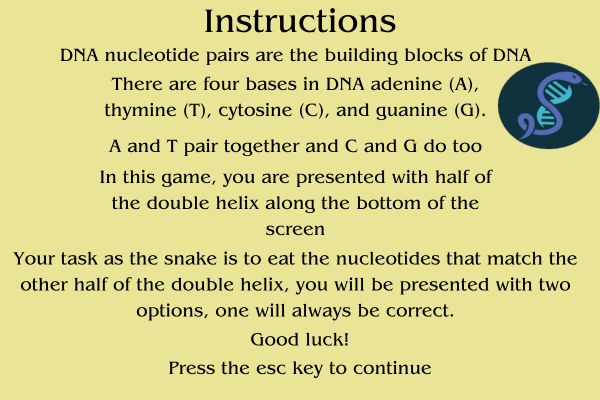 Instructions
DNA nucleotide pairs are the building blocks of DNA
There are four bases in DNA adenine (A),
thymine (T), cytosine (C), and guanine (G).
A and T pair together and C and G do too
In this game, you are presented with half of
the double helix along the bottom of the
screen
Your task as the snake is to eat the nucleotides that match the
other half of the double helix, you will be presented with two
options, one will always be correct.
Good luck!
Press the esc key to continue